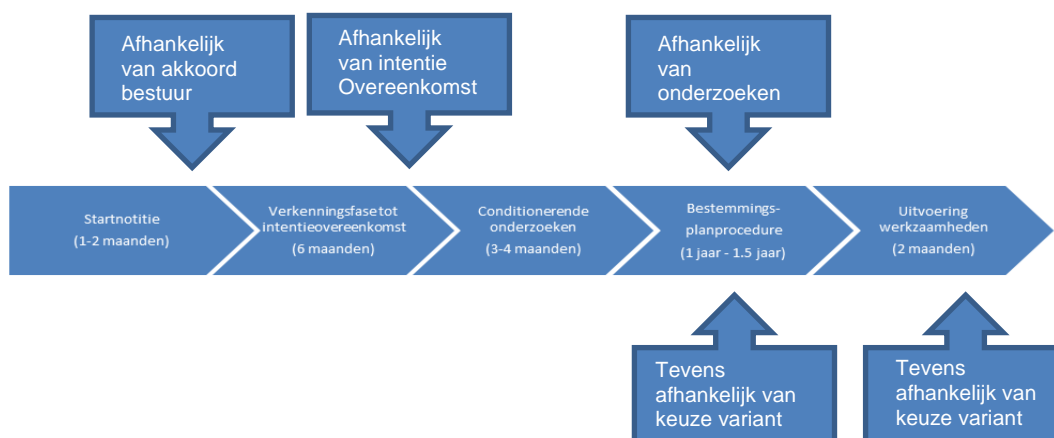 Afhankelijk
van akkoord
bestuur
Afhankelijk
van intentie
Overeenkomst
Afhankelijk
van
onderzoeken
Startnotitie
(1-2 maanden)
Verkenningsfase tot
intentieovereenkomst
(6 maanden)
Conditionerende
onderzoeken
(3-4 maanden)
Bestemmings-
planprocedure
(1 jaar - 1.5 jaar)
Uitvoering
werkzaamheden
(2 maanden)
Tevens
afhankelijk van
keuze variant
Tevens
afhankelijk van
keuze variant